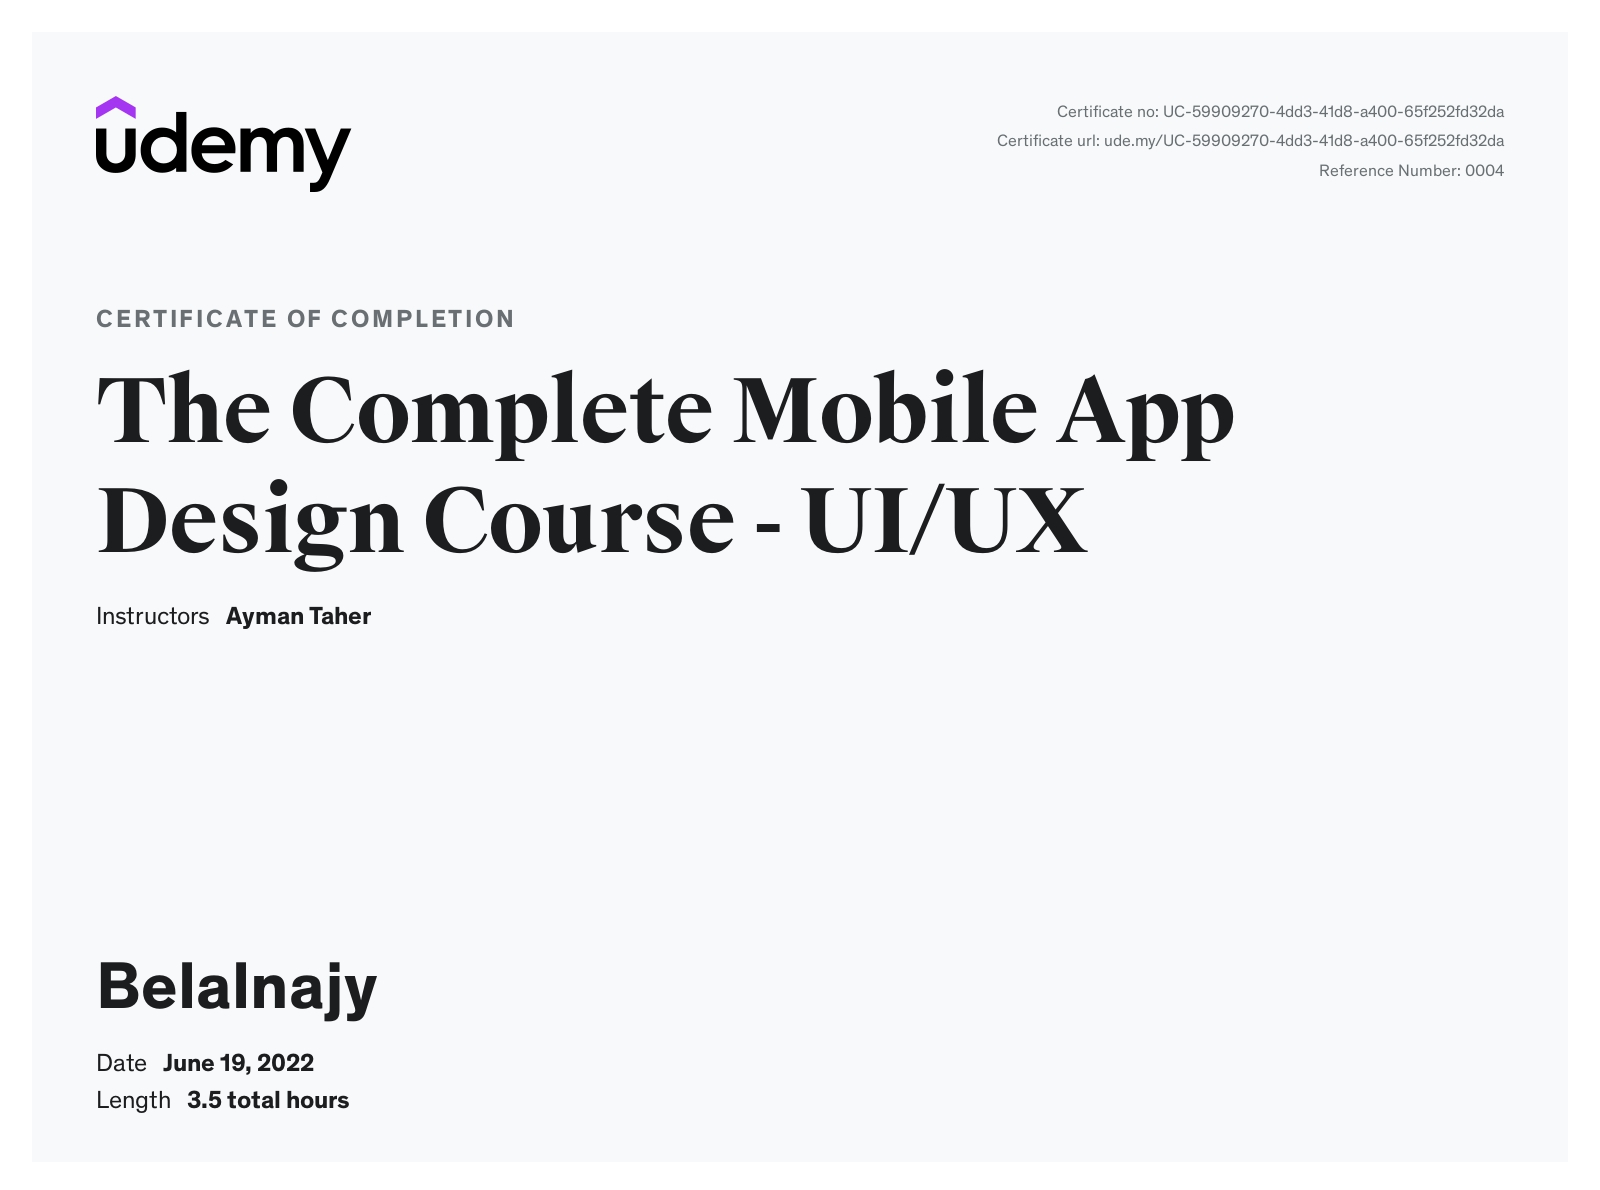 udemy
Certificate no: UC-59909270-4dd3-41d8-a400-65f252fd32da
Certificate url: ude.my/UC-59909270-4dd3-41d8-a400-65f252fd32da
Reference Number: 0004
CERTIFICATE OF COMPLETION
The Complete Mobile App
Design Course - UI/UX
Instructors Ayman Taher
Belalnajy
Date June 19, 2022
Length 3.5 total hours